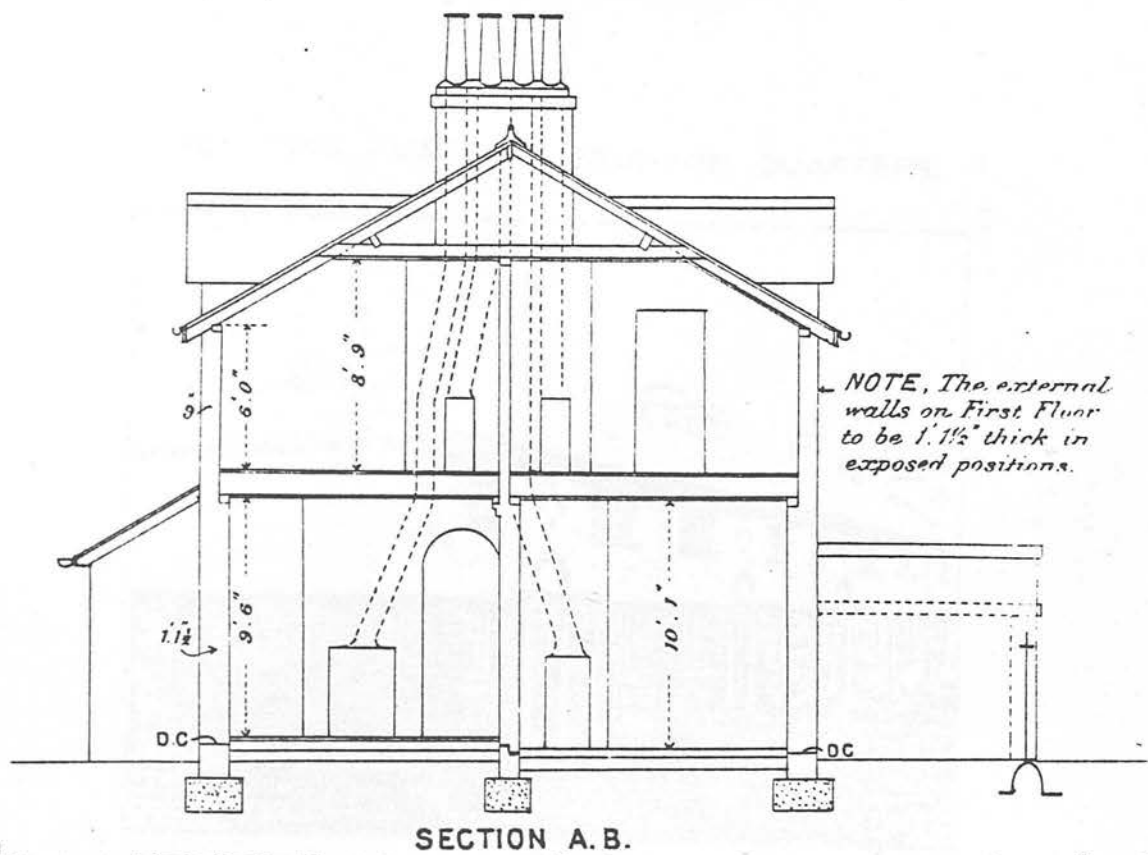 8'. 9"
6'. 0"
9"
NOTE, The external
walls on First Floor
to be 1'. 1½" thick in
exposed positions.
9'. 6"
10'. 1"
1.1½"
D.C
D C
SECTION A.B.